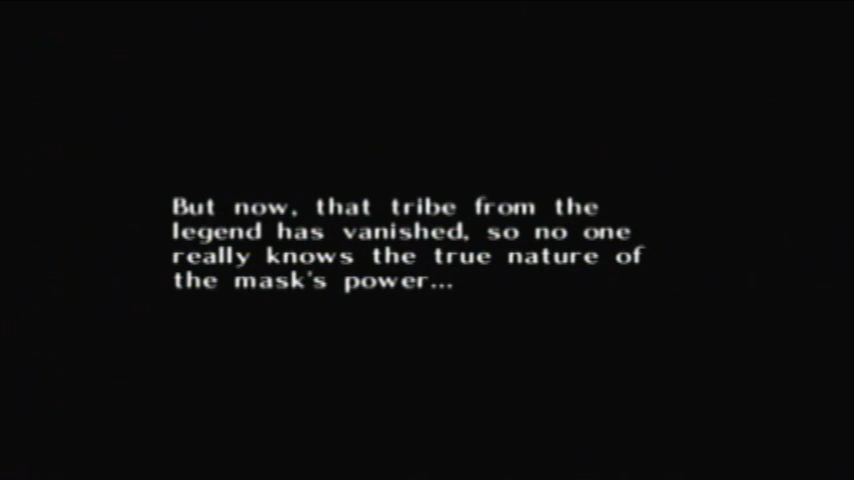 But now, that tribe from the
legend has vanished, so no one
really knows the true nature of
the mask's power...